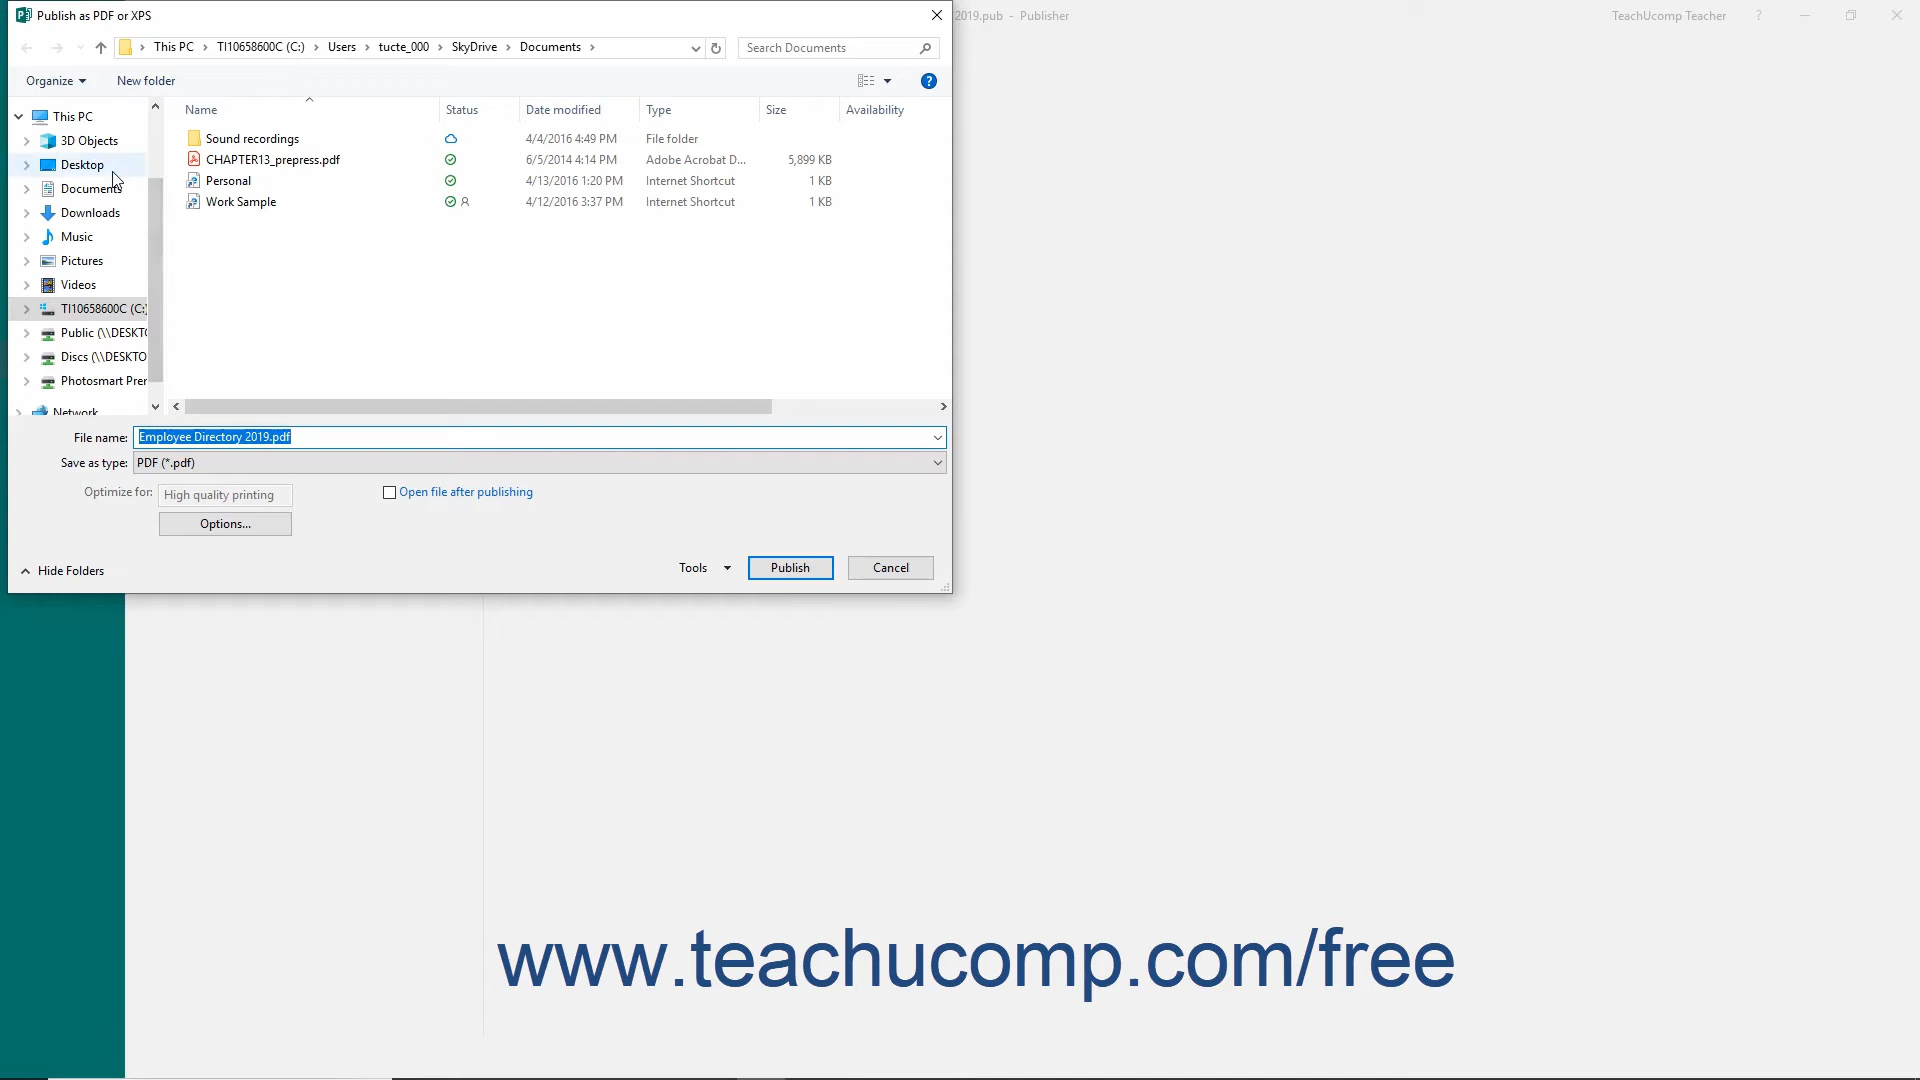 Publish as PDF or XPS
2019.pub - Publisher
TeachUcomp Teacher
This PC
TI10658600C (C:)
Users
tucte_000
SkyDrive
Documents
Search Documents
Organize
New folder
Name
Status
Date modified
Type
Size
Availability
This PC
3D Objects
Desktop
Documents
Downloads
Music
Pictures
Videos
TI10658600C (C:)
Public (\\DESKTO
Discs (\\DESKTO
Photosmart Prer
Network
Sound recordings 4/4/2016 4:49 PM File folder
CHAPTER13_prepress.pdf 6/5/2014 4:14 PM Adobe Acrobat D... 5,899 KB
Personal 4/13/2016 1:20 PM Internet Shortcut 1 KB
Work Sample 4/12/2016 3:37 PM Internet Shortcut 1 KB
File name: Employee Directory 2019.pdf
Save as type: PDF (*.pdf)
Optimize for: High quality printing
Open file after publishing
Options...
Hide Folders
Tools
Publish
Cancel
www.teachucomp.com/free